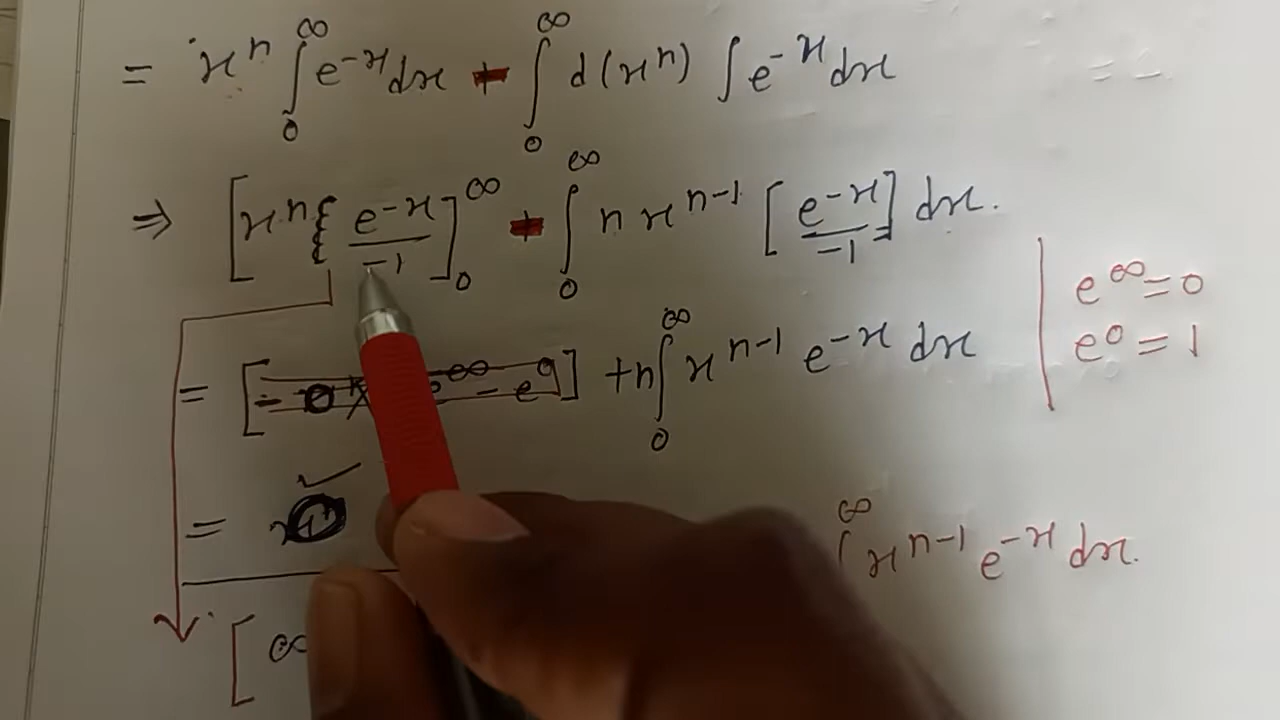 = xⁿ ∫₀^∞ e⁻ˣ dx − ∫₀^∞ d(xⁿ) ∫e⁻ˣ dx
⇒ [xⁿ{ e⁻ˣ/−1 ]₀^∞ − ∫₀^∞ n xⁿ⁻¹ [e⁻ˣ/−1] dx.
e^∞ = 0
e⁰ = 1
= [ − e⁰ ] + n ∫₀^∞ xⁿ⁻¹ e⁻ˣ dx
= ∫^∞ xⁿ⁻¹ e⁻ˣ dx.
[ ∞